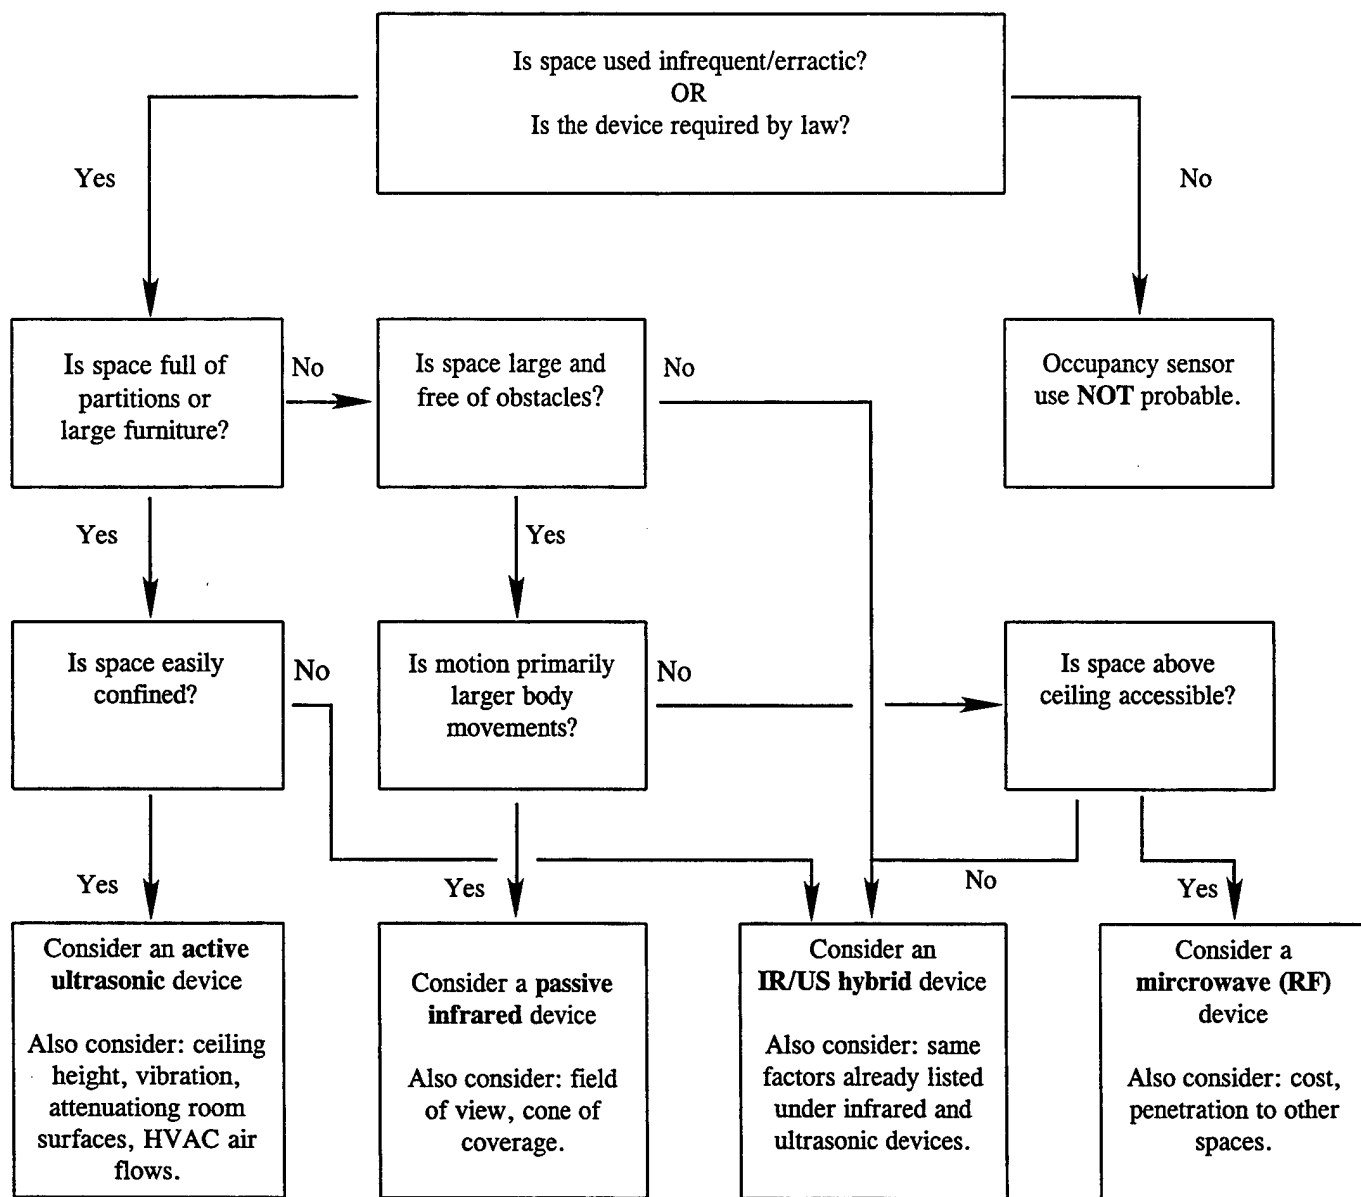 Is space used infrequent/erractic?
OR
Is the device required by law?
Yes
No
Is space full of
partitions or
large furniture?
No
Is space large and
free of obstacles?
No
Occupancy sensor
use NOT probable.
Yes
Yes
Is space easily
confined?
No
Is motion primarily
larger body
movements?
No
Is space above
ceiling accessible?
Yes
Yes
No
Yes
Consider an active
ultrasonic device
Also consider: ceiling
height, vibration,
attenuationg room
surfaces, HVAC air
flows.
Consider a passive
infrared device
Also consider: field
of view, cone of
coverage.
Consider an
IR/US hybrid device
Also consider: same
factors already listed
under infrared and
ultrasonic devices.
Consider a
mircrowave (RF)
device
Also consider: cost,
penetration to other
spaces.